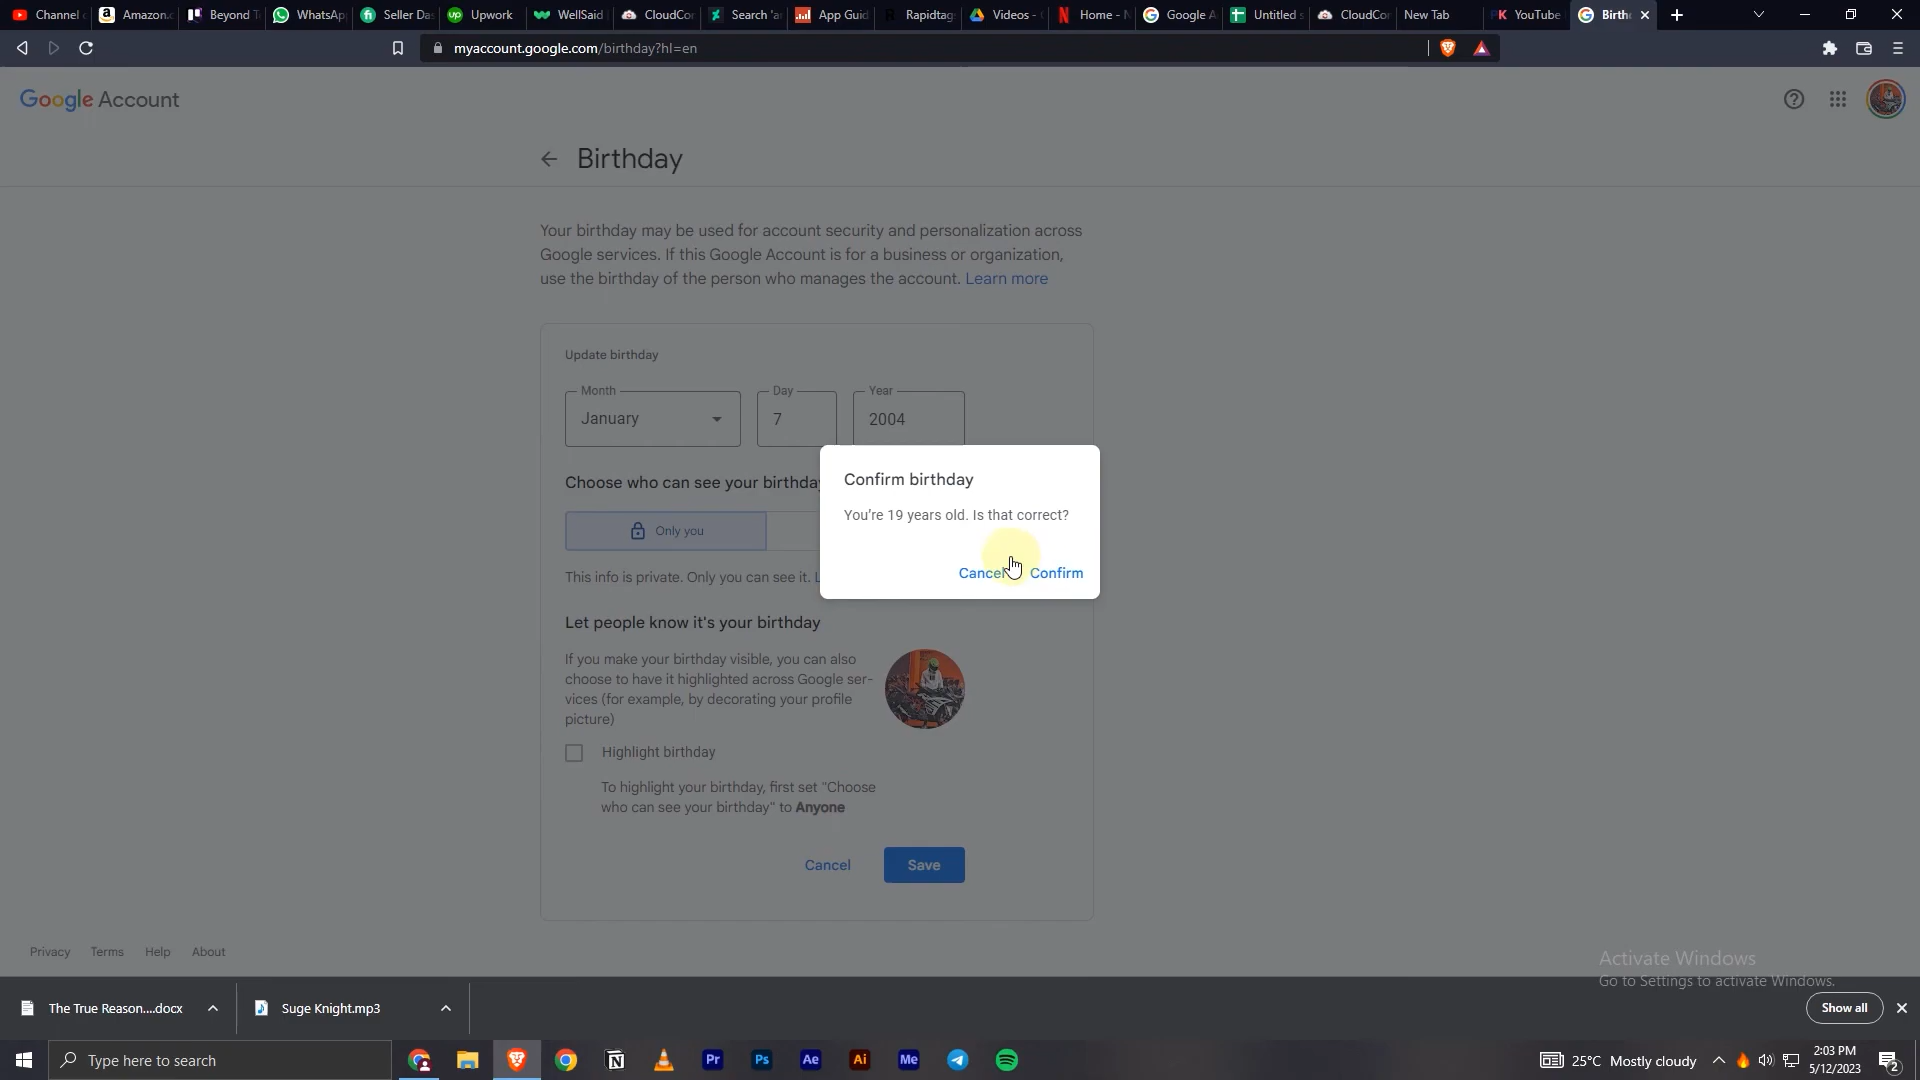 Channel
Amazon.c
Beyond T
WhatsAp
Seller Da
Upwork
WellSaid
CloudCor
Search 'a
App Guid
Rapidtag
Videos -
Home - N
Google A
Untitled s
CloudCor
New Tab
YouTube
Birth
myaccount.google.com/birthday?hl=en
Google Account
Birthday
Your birthday may be used for account security and personalization across
Google services. If this Google Account is for a business or organization,
use the birthday of the person who manages the account. Learn more
Update birthday
Month
Day
Year
January
7
2004
Choose who can see your birthday
Only you
This info is private. Only you can see it. L
Confirm birthday
You're 19 years old. Is that correct?
Cancel
Confirm
Let people know it's your birthday
If you make your birthday visible, you can also
choose to have it highlighted across Google ser-
vices (for example, by decorating your profile
picture)
Highlight birthday
To highlight your birthday, first set "Choose
who can see your birthday" to Anyone
Cancel
Save
Privacy
Terms
Help
About
Activate Windows
Go to Settings to activate Windows.
The True Reason....docx
Suge Knight.mp3
Show all
Type here to search
Pr
Ps
Ae
Ai
Me
25°C Mostly cloudy
2:03 PM
5/12/2023
2